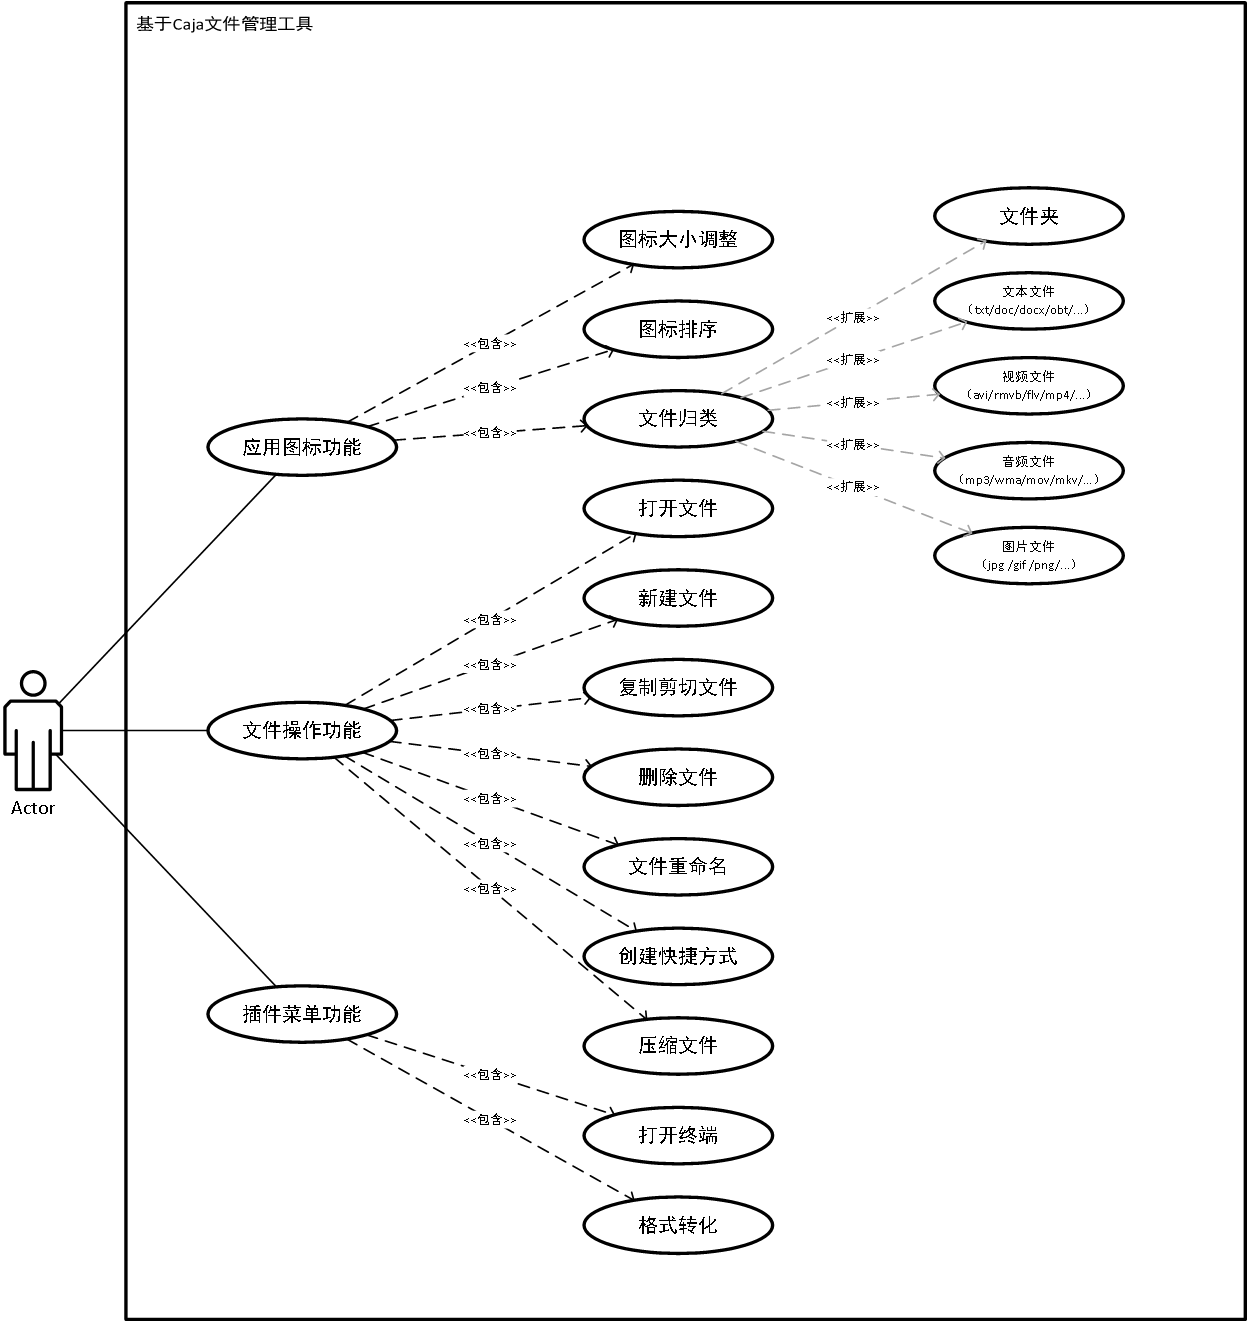 基于Caja文件管理工具
文件夹
图标大小调整
文本文件
（txt/doc/docx/obt/...）
<<扩展>>
图标排序
<<包含>>
<<扩展>>
视频文件
（avi/rmvb/flv/mp4/...）
<<包含>>
<<扩展>>
文件归类
<<包含>>
应用图标功能
<<扩展>>
音频文件
（mp3/wma/mov/mkv/...）
<<扩展>>
打开文件
图片文件
（jpg /gif /png/...）
新建文件
<<包含>>
<<包含>>
复制剪切文件
<<包含>>
文件操作功能
<<包含>>
删除文件
<<包含>>
Actor
<<包含>>
文件重命名
<<包含>>
创建快捷方式
插件菜单功能
压缩文件
<<包含>>
<<包含>>
打开终端
格式转化